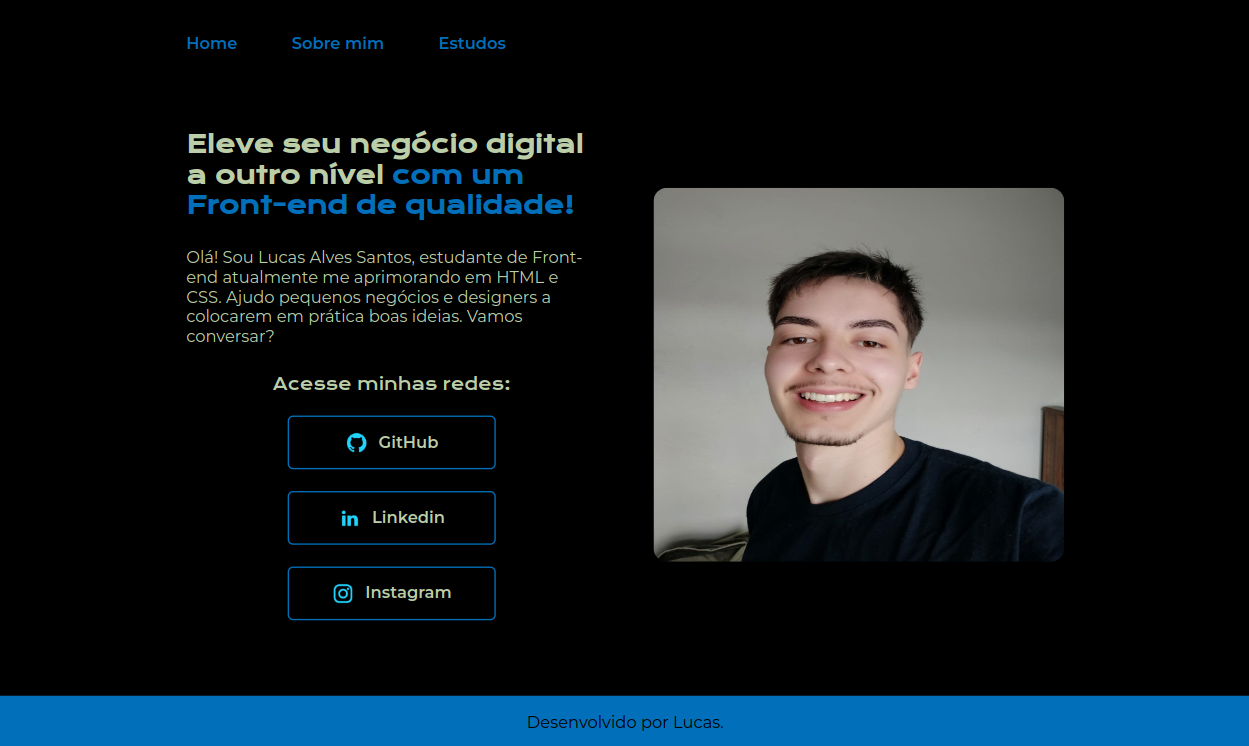 Home Sobre mim Estudos
Eleve seu negócio digital
a outro nível com um
Front-end de qualidade!
Olá! Sou Lucas Alves Santos, estudante de Front-
end atualmente me aprimorando em HTML e
CSS. Ajudo pequenos negócios e designers a
colocarem em prática boas ideias. Vamos
conversar?
Acesse minhas redes:
GitHub
Linkedin
Instagram
Desenvolvido por Lucas.